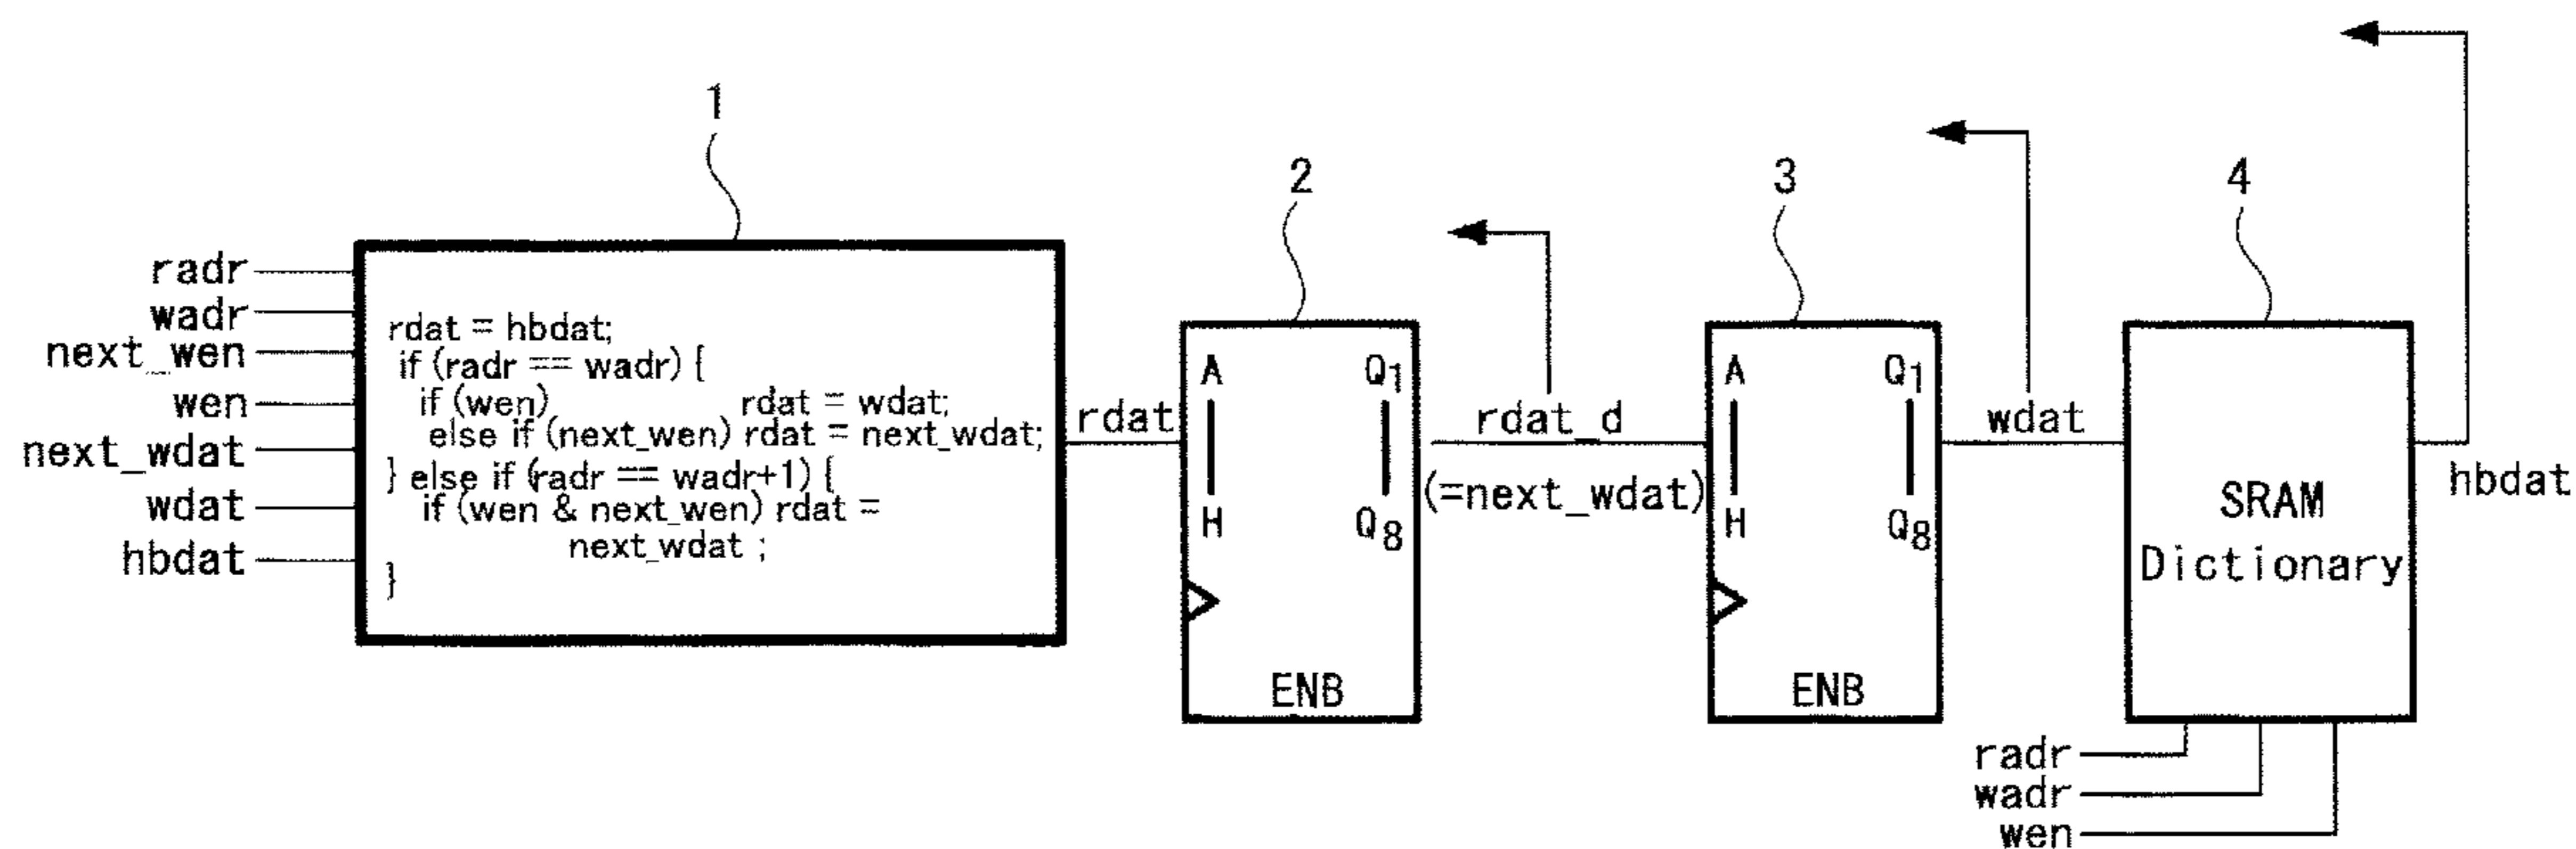 1
2
3
4
radr
wadr
next_wen
wen
next_wdat
wdat
hbdat
rdat = hbdat;
if (radr == wadr) {
if (wen) rdat = wdat;
else if (next_wen) rdat = next_wdat;
} else if (radr == wadr+1) {
if (wen & next_wen) rdat =
next_wdat ;
}
rdat
A Q1
H Q8
ENB
rdat_d
(=next_wdat)
A Q1
H Q8
ENB
wdat
SRAM
Dictionary
hbdat
radr
wadr
wen